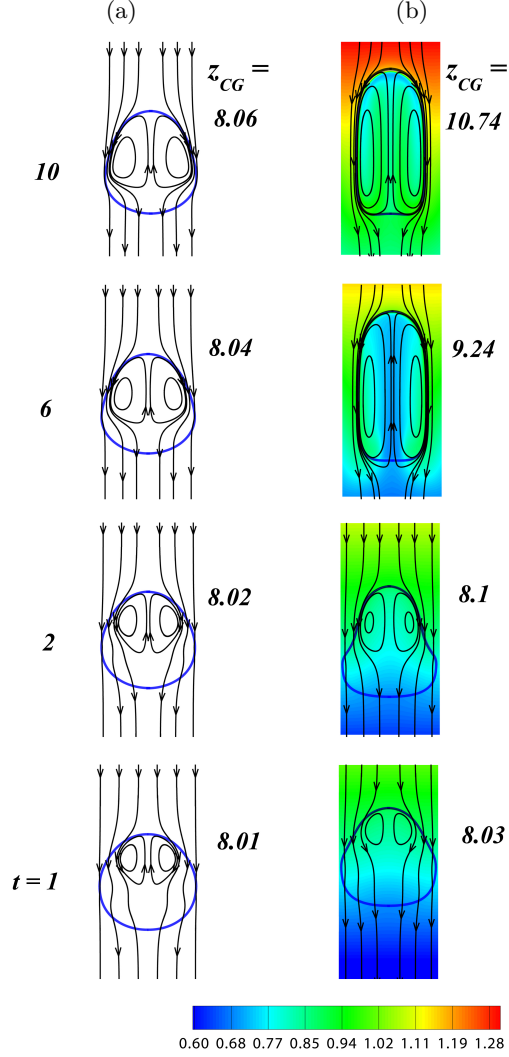 (a) (b)
z_CG = z_CG =
8.06 10.74
10
8.04 9.24
6
8.02 8.1
2
8.01 8.03
t = 1
0.60 0.68 0.77 0.85 0.94 1.02 1.11 1.19 1.28